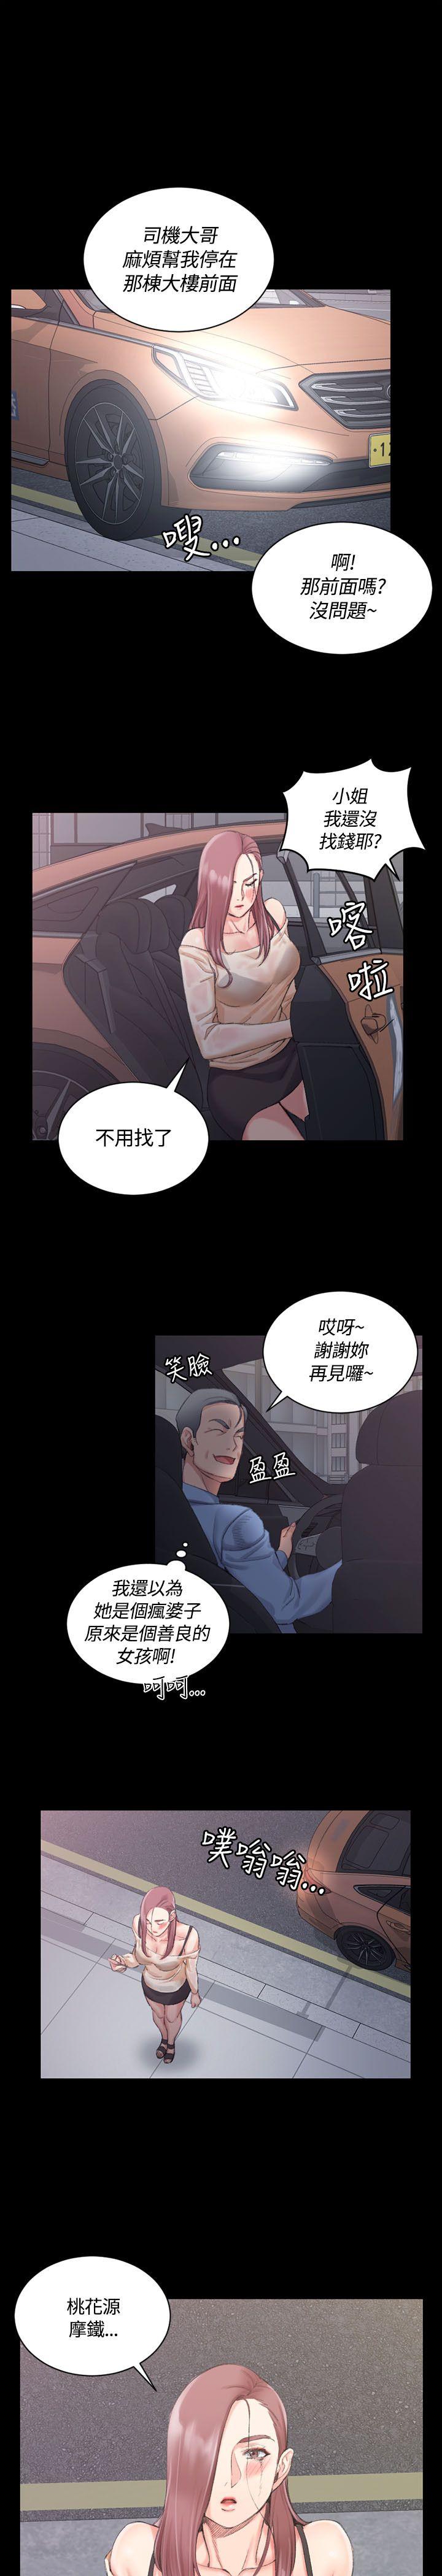 司機大哥
麻煩幫我停在
那棟大樓前面
嗖...
啊!
那前面嗎?
沒問題~
小姐
我還沒
找錢耶?
喀
啦
不用找了
哎呀~
謝謝妳
再見囉~
笑臉
盈盈
我還以為
她是個瘋婆子
原來是個善良的
女孩啊!
呵呵...
噗嗡嗡...
桃花源
摩鐵...